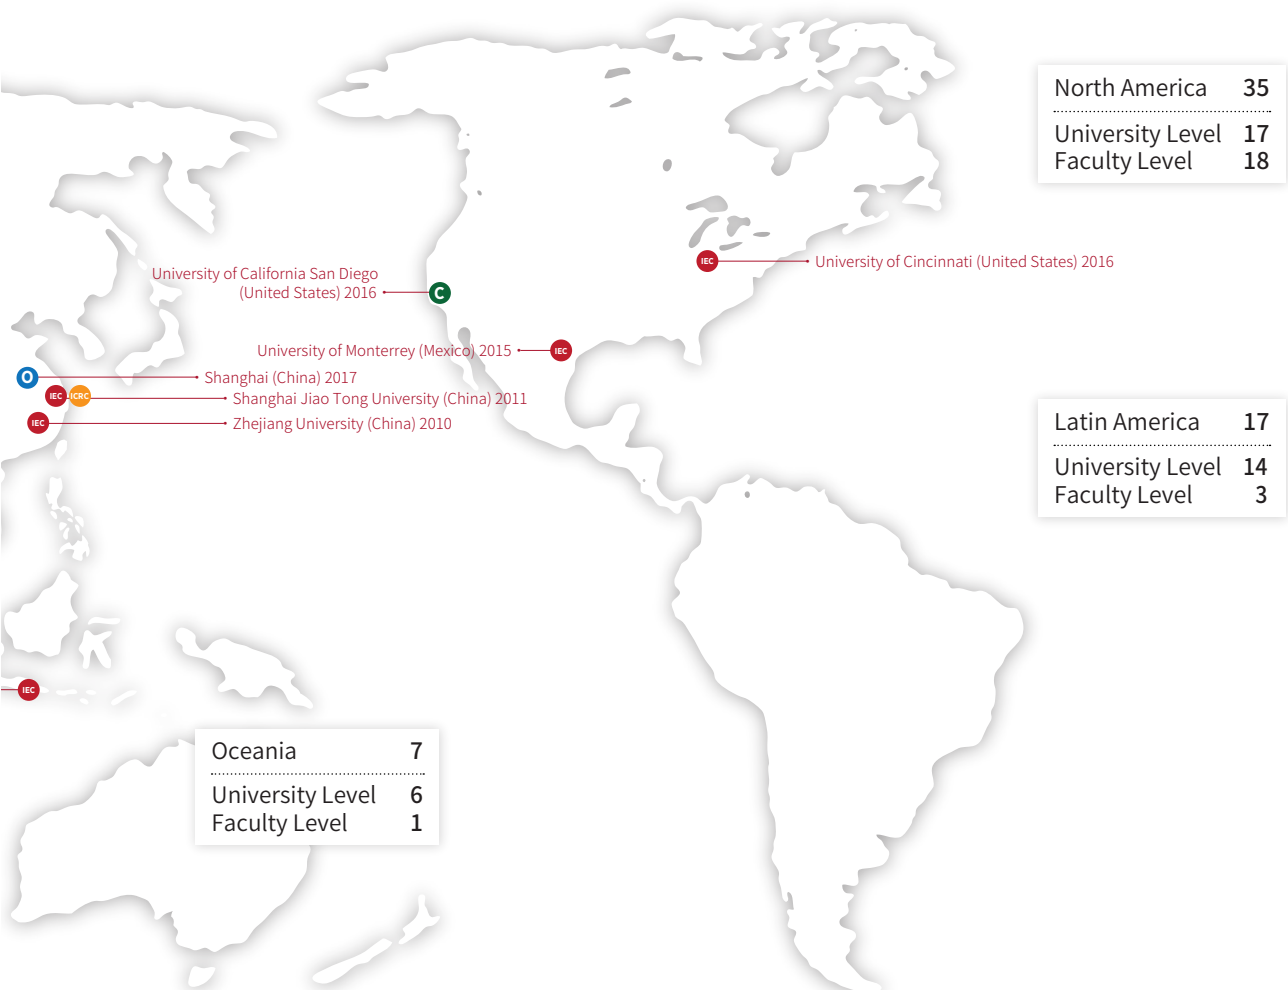 North America 35
University Level 17
Faculty Level 18
University of California San Diego
(United States) 2016
C
IEC
University of Cincinnati (United States) 2016
University of Monterrey (Mexico) 2015
IEC
O
Shanghai (China) 2017
IEC
ICRC
Shanghai Jiao Tong University (China) 2011
IEC
Zhejiang University (China) 2010
Latin America 17
University Level 14
Faculty Level 3
IEC
Oceania 7
University Level 6
Faculty Level 1